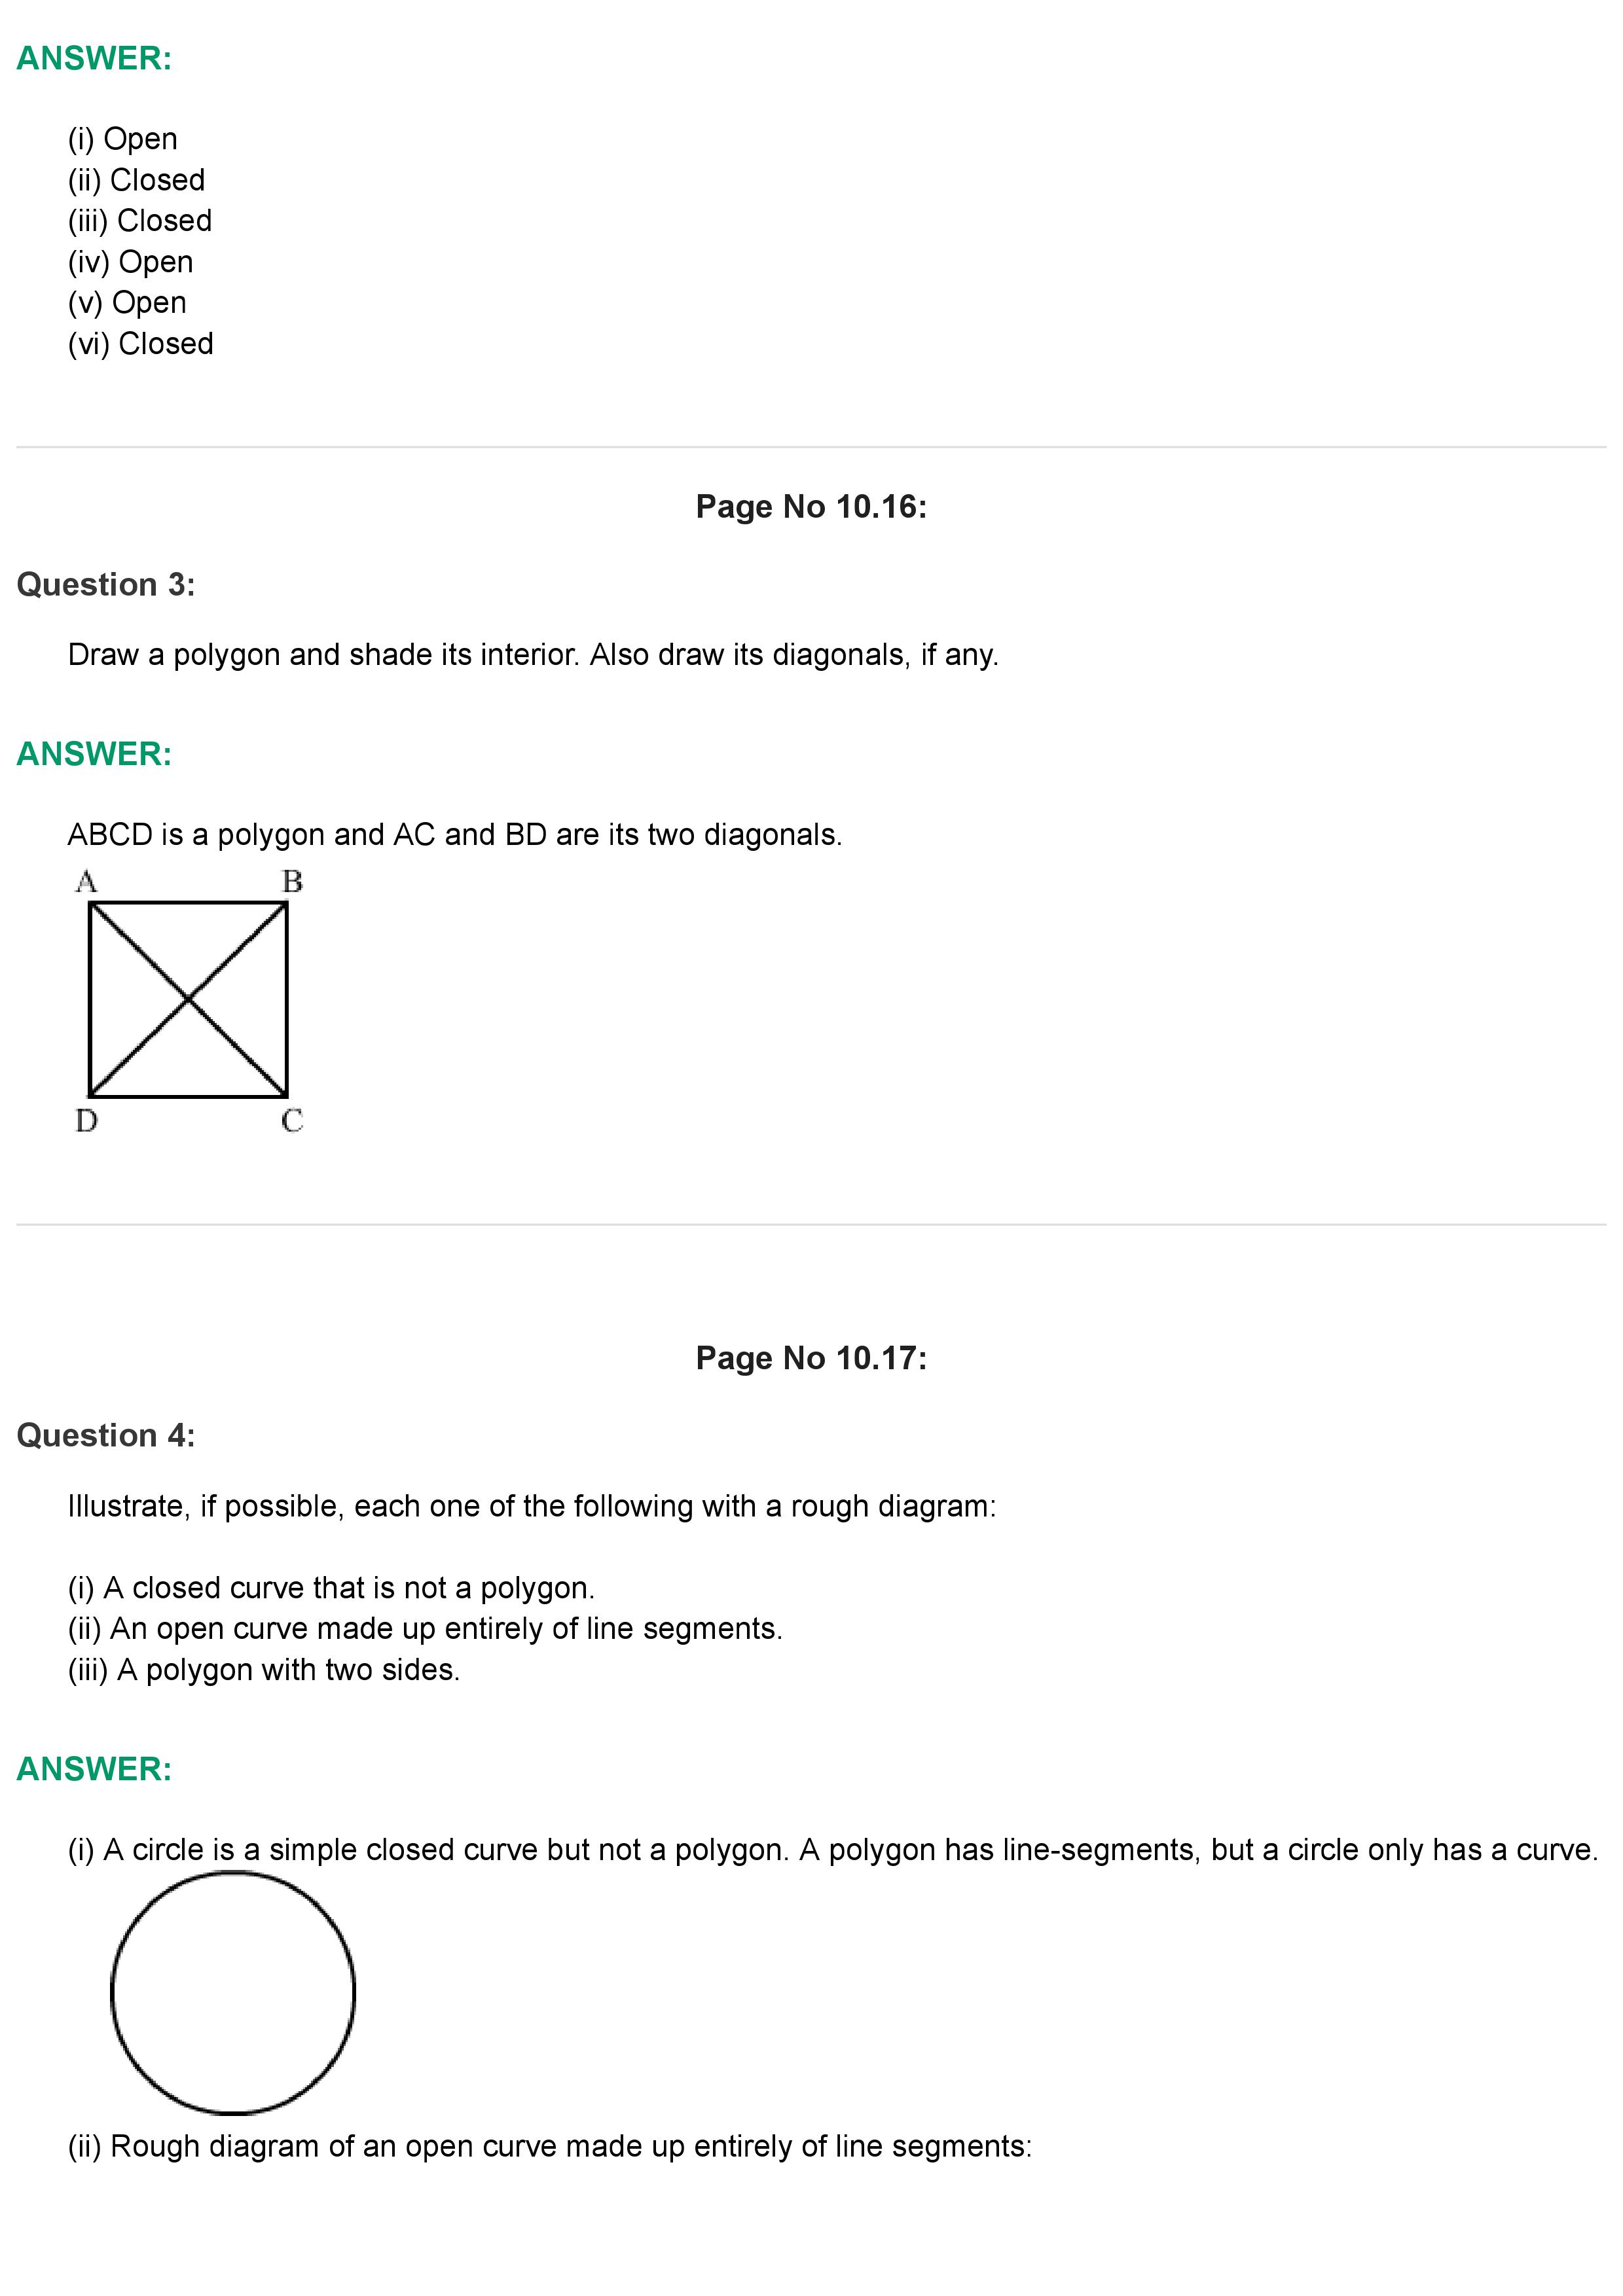 ANSWER:
(i) Open
(ii) Closed
(iii) Closed
(iv) Open
(v) Open
(vi) Closed
Page No 10.16:
Question 3:
Draw a polygon and shade its interior. Also draw its diagonals, if any.
ANSWER:
ABCD is a polygon and AC and BD are its two diagonals.
A B
D C
Page No 10.17:
Question 4:
Illustrate, if possible, each one of the following with a rough diagram:
(i) A closed curve that is not a polygon.
(ii) An open curve made up entirely of line segments.
(iii) A polygon with two sides.
ANSWER:
(i) A circle is a simple closed curve but not a polygon. A polygon has line-segments, but a circle only has a curve.
(ii) Rough diagram of an open curve made up entirely of line segments: